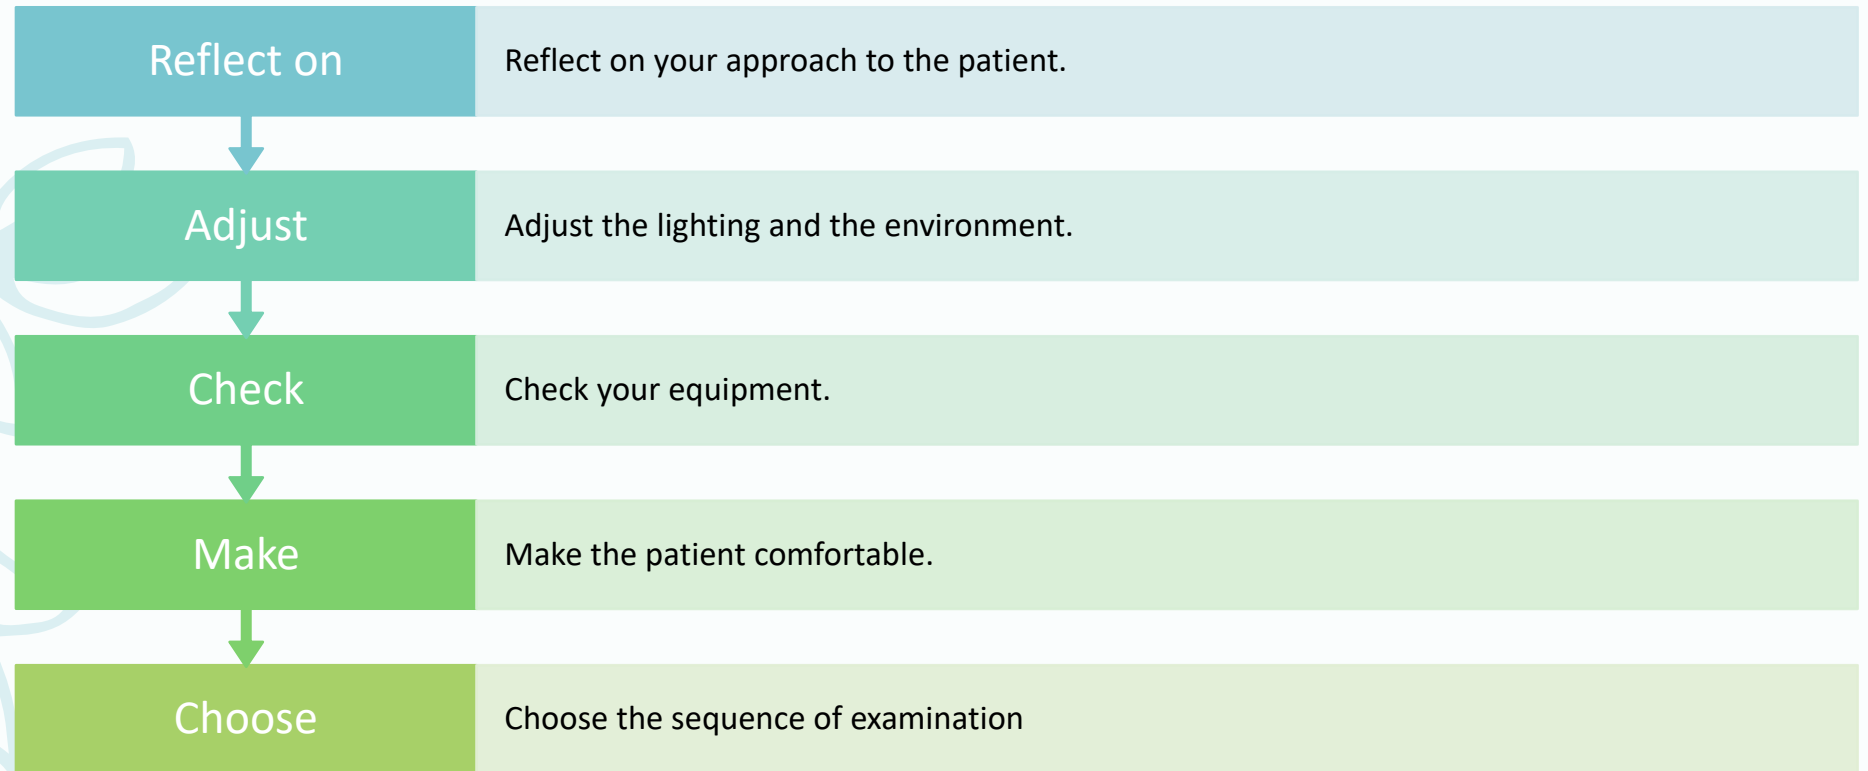 Reflect on
Reflect on your approach to the patient.
Adjust
Adjust the lighting and the environment.
Check
Check your equipment.
Make
Make the patient comfortable.
Choose
Choose the sequence of examination